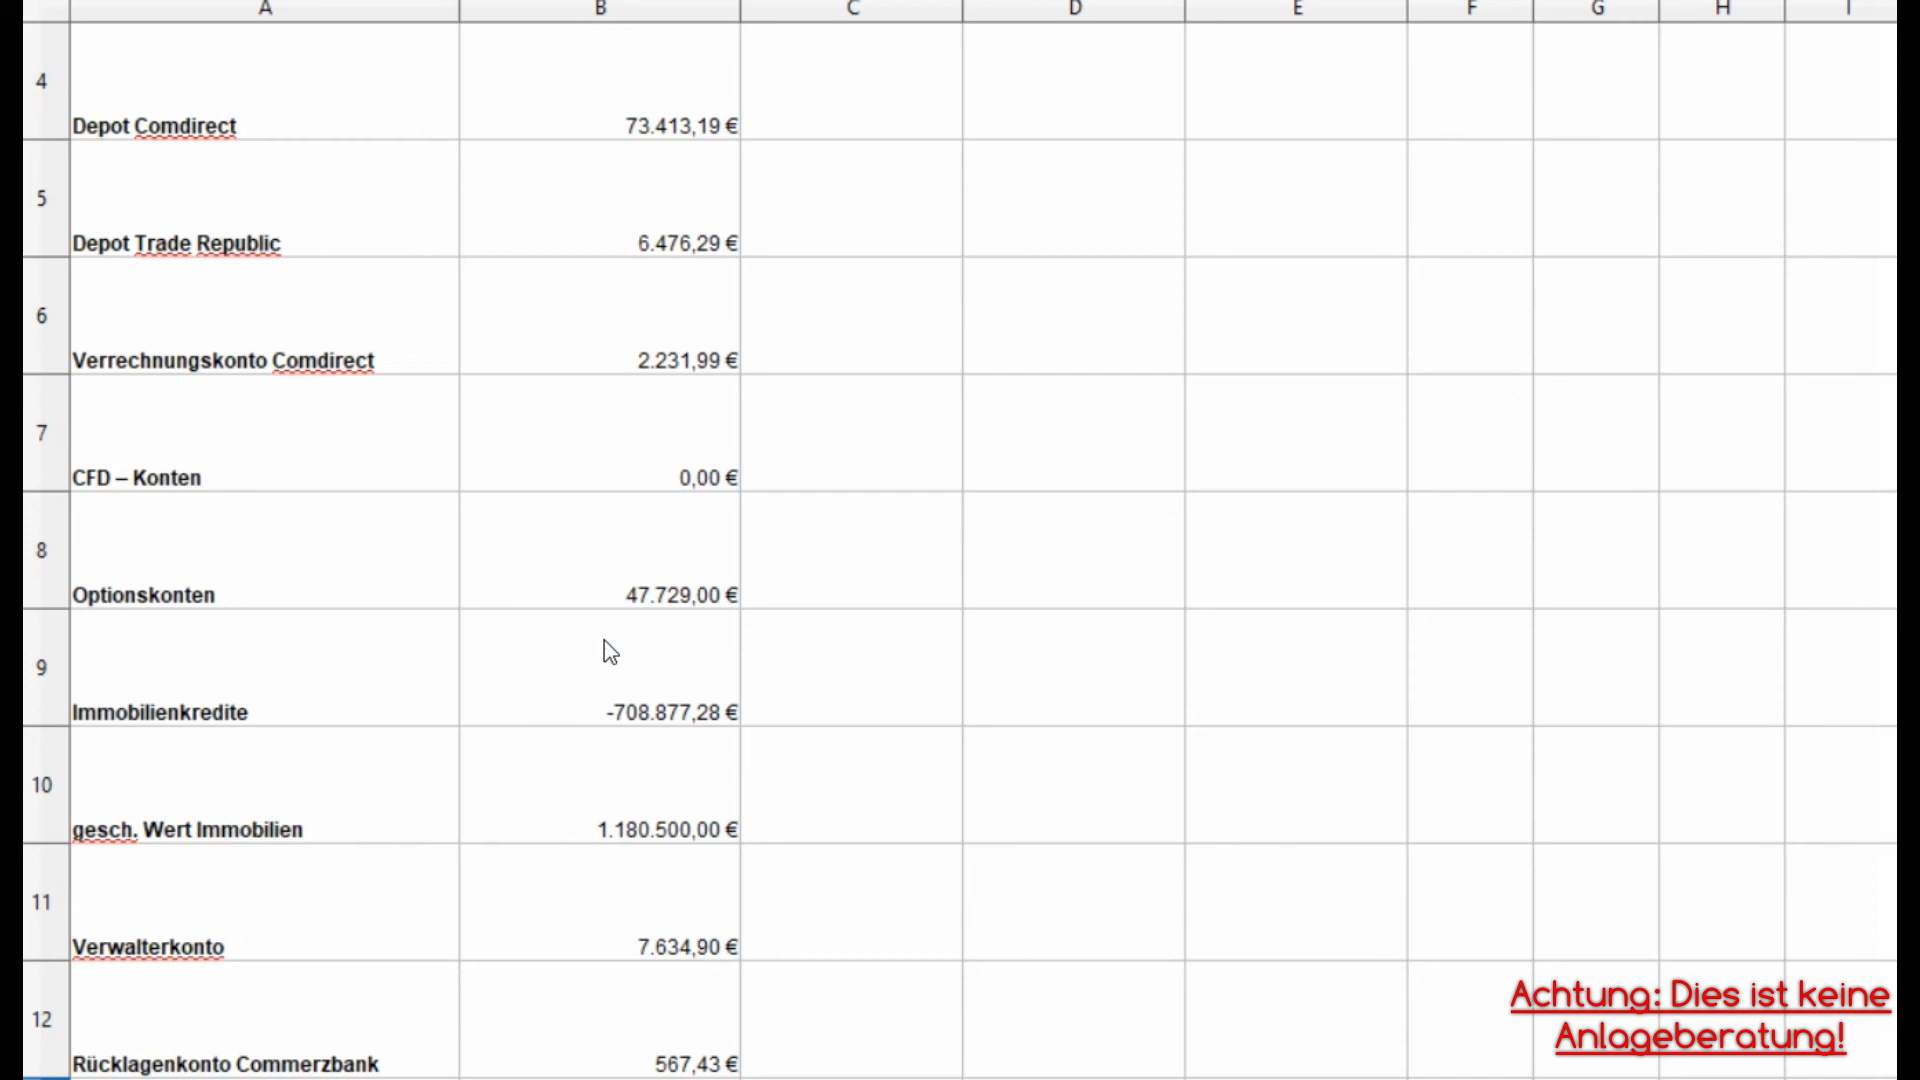 A B C D E F G H I
4
Depot Comdirect 73.413,19 €
5
Depot Trade Republic 6.476,29 €
6
Verrechnungskonto Comdirect 2.231,99 €
7
CFD – Konten 0,00 €
8
Optionskonten 47.729,00 €
9
Immobilienkredite -708.877,28 €
10
gesch. Wert Immobilien 1.180.500,00 €
11
Verwalterkonto 7.634,90 €
12
Rücklagenkonto Commerzbank 567,43 €
Achtung: Dies ist keine
Anlageberatung!